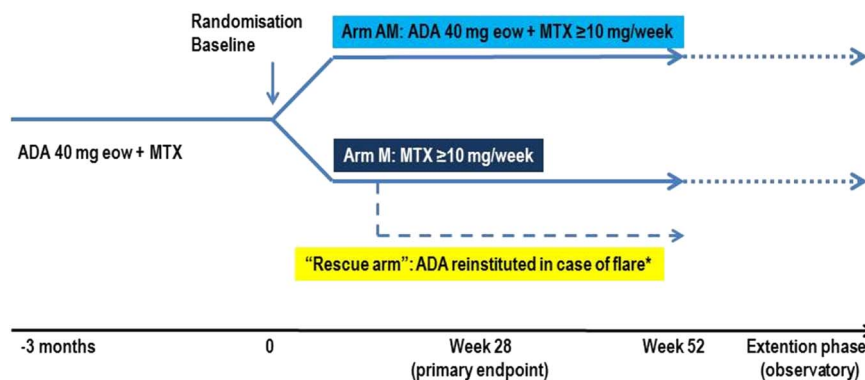 Randomisation
Baseline
Arm AM: ADA 40 mg eow + MTX ≥10 mg/week
ADA 40 mg eow + MTX
Arm M: MTX ≥10 mg/week
“Rescue arm”: ADA reinstituted in case of flare*
-3 months
0
Week 28
(primary endpoint)
Week 52
Extention phase
(observatory)